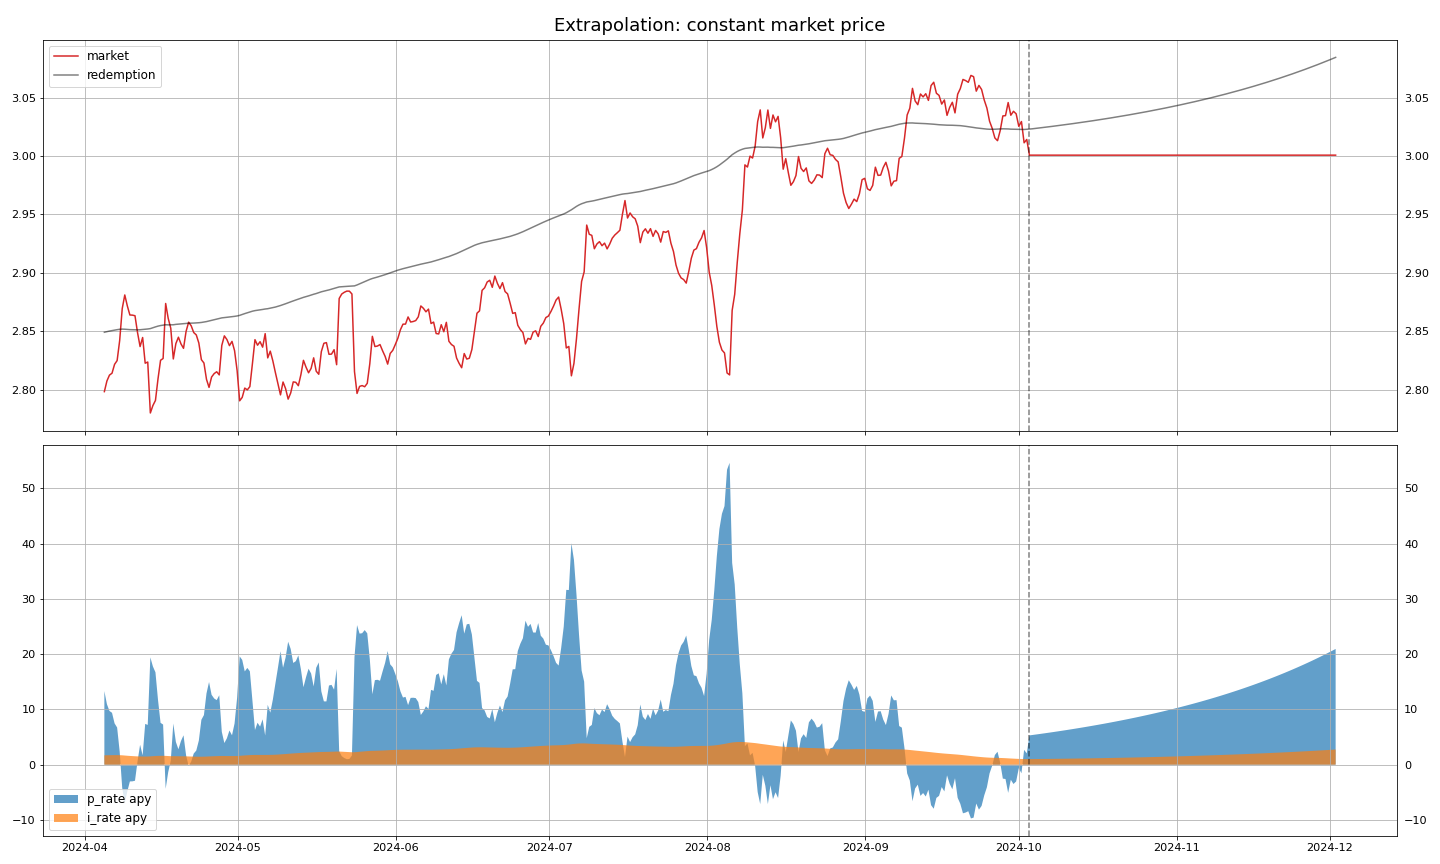 Extrapolation: constant market price
market
redemption
3.05 3.05
3.00 3.00
2.95 2.95
2.90 2.90
2.85 2.85
2.80 2.80
50 50
40 40
30 30
20 20
10 10
0 0
−10 −10
p_rate apy
i_rate apy
2024-04 2024-05 2024-06 2024-07 2024-08 2024-09 2024-10 2024-11 2024-12